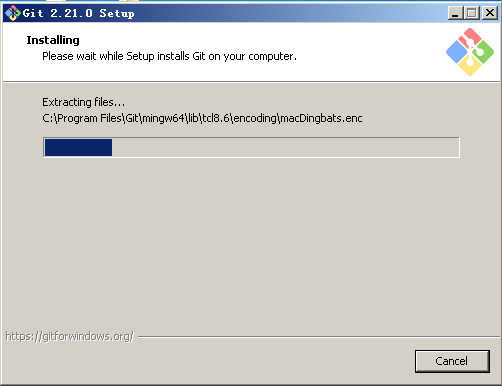 Git 2.21.0 Setup
Installing
Please wait while Setup installs Git on your computer.
Extracting files...
C:\Program Files\Git\mingw64\lib\tcl8.6\encoding\macDingbats.enc
https://gitforwindows.org/
Cancel